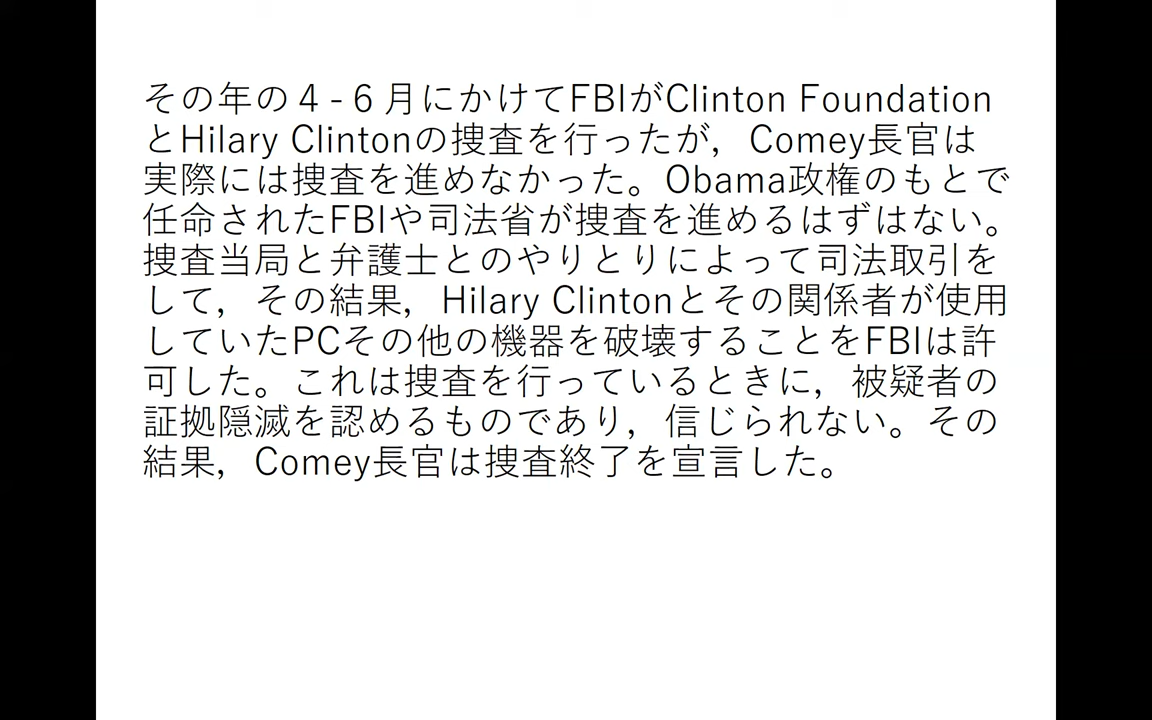 その年の４-６月にかけてFBIがClinton Foundation
とHilary Clintonの捜査を行ったが，Comey長官は
実際には捜査を進めなかった。Obama政権のもとで
任命されたFBIや司法省が捜査を進めるはずはない。
捜査当局と弁護士とのやりとりによって司法取引を
して，その結果，Hilary Clintonとその関係者が使用
していたPCその他の機器を破壊することをFBIは許
可した。これは捜査を行っているときに，被疑者の
証拠隠滅を認めるものであり，信じられない。その
結果，Comey長官は捜査終了を宣言した。